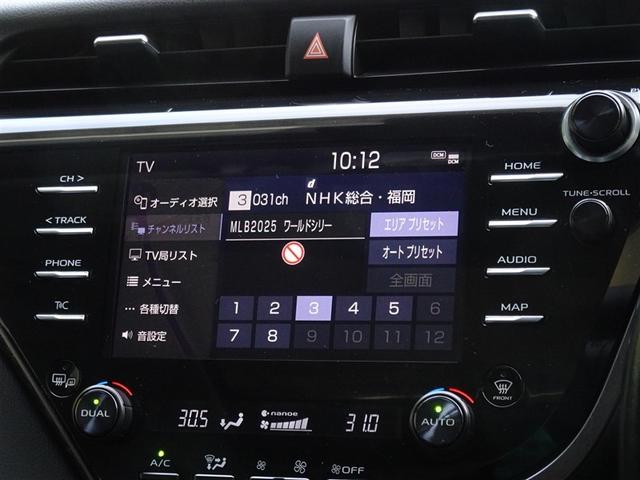 TV
10:12
DCM
DCM
CH >
< TRACK
PHONE
HOME
TUNE•SCROLL
MENU
AUDIO
MAP
オーディオ選択
チャンネルリスト
TV局リスト
メニュー
各種切替
音設定
3 031ch NHK総合・福岡
MLB2025 ワールドシリー
エリア プリセット
オート プリセット
全画面
1 2 3 4 5 6
7 8 9 10 11 12
DUAL
30.5
nanoe
31.0
AUTO
FRONT
A/C
OFF